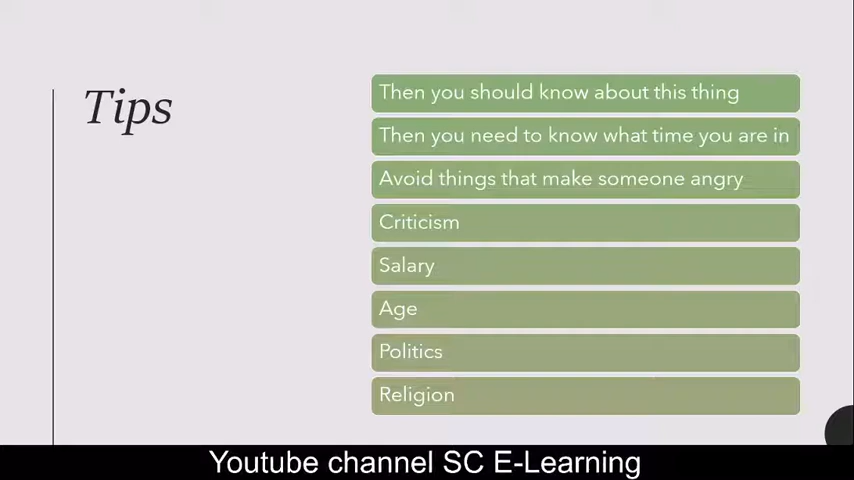 Tips
Then you should know about this thing
Then you need to know what time you are in
Avoid things that make someone angry
Criticism
Salary
Age
Politics
Religion
Youtube channel SC E-Learning